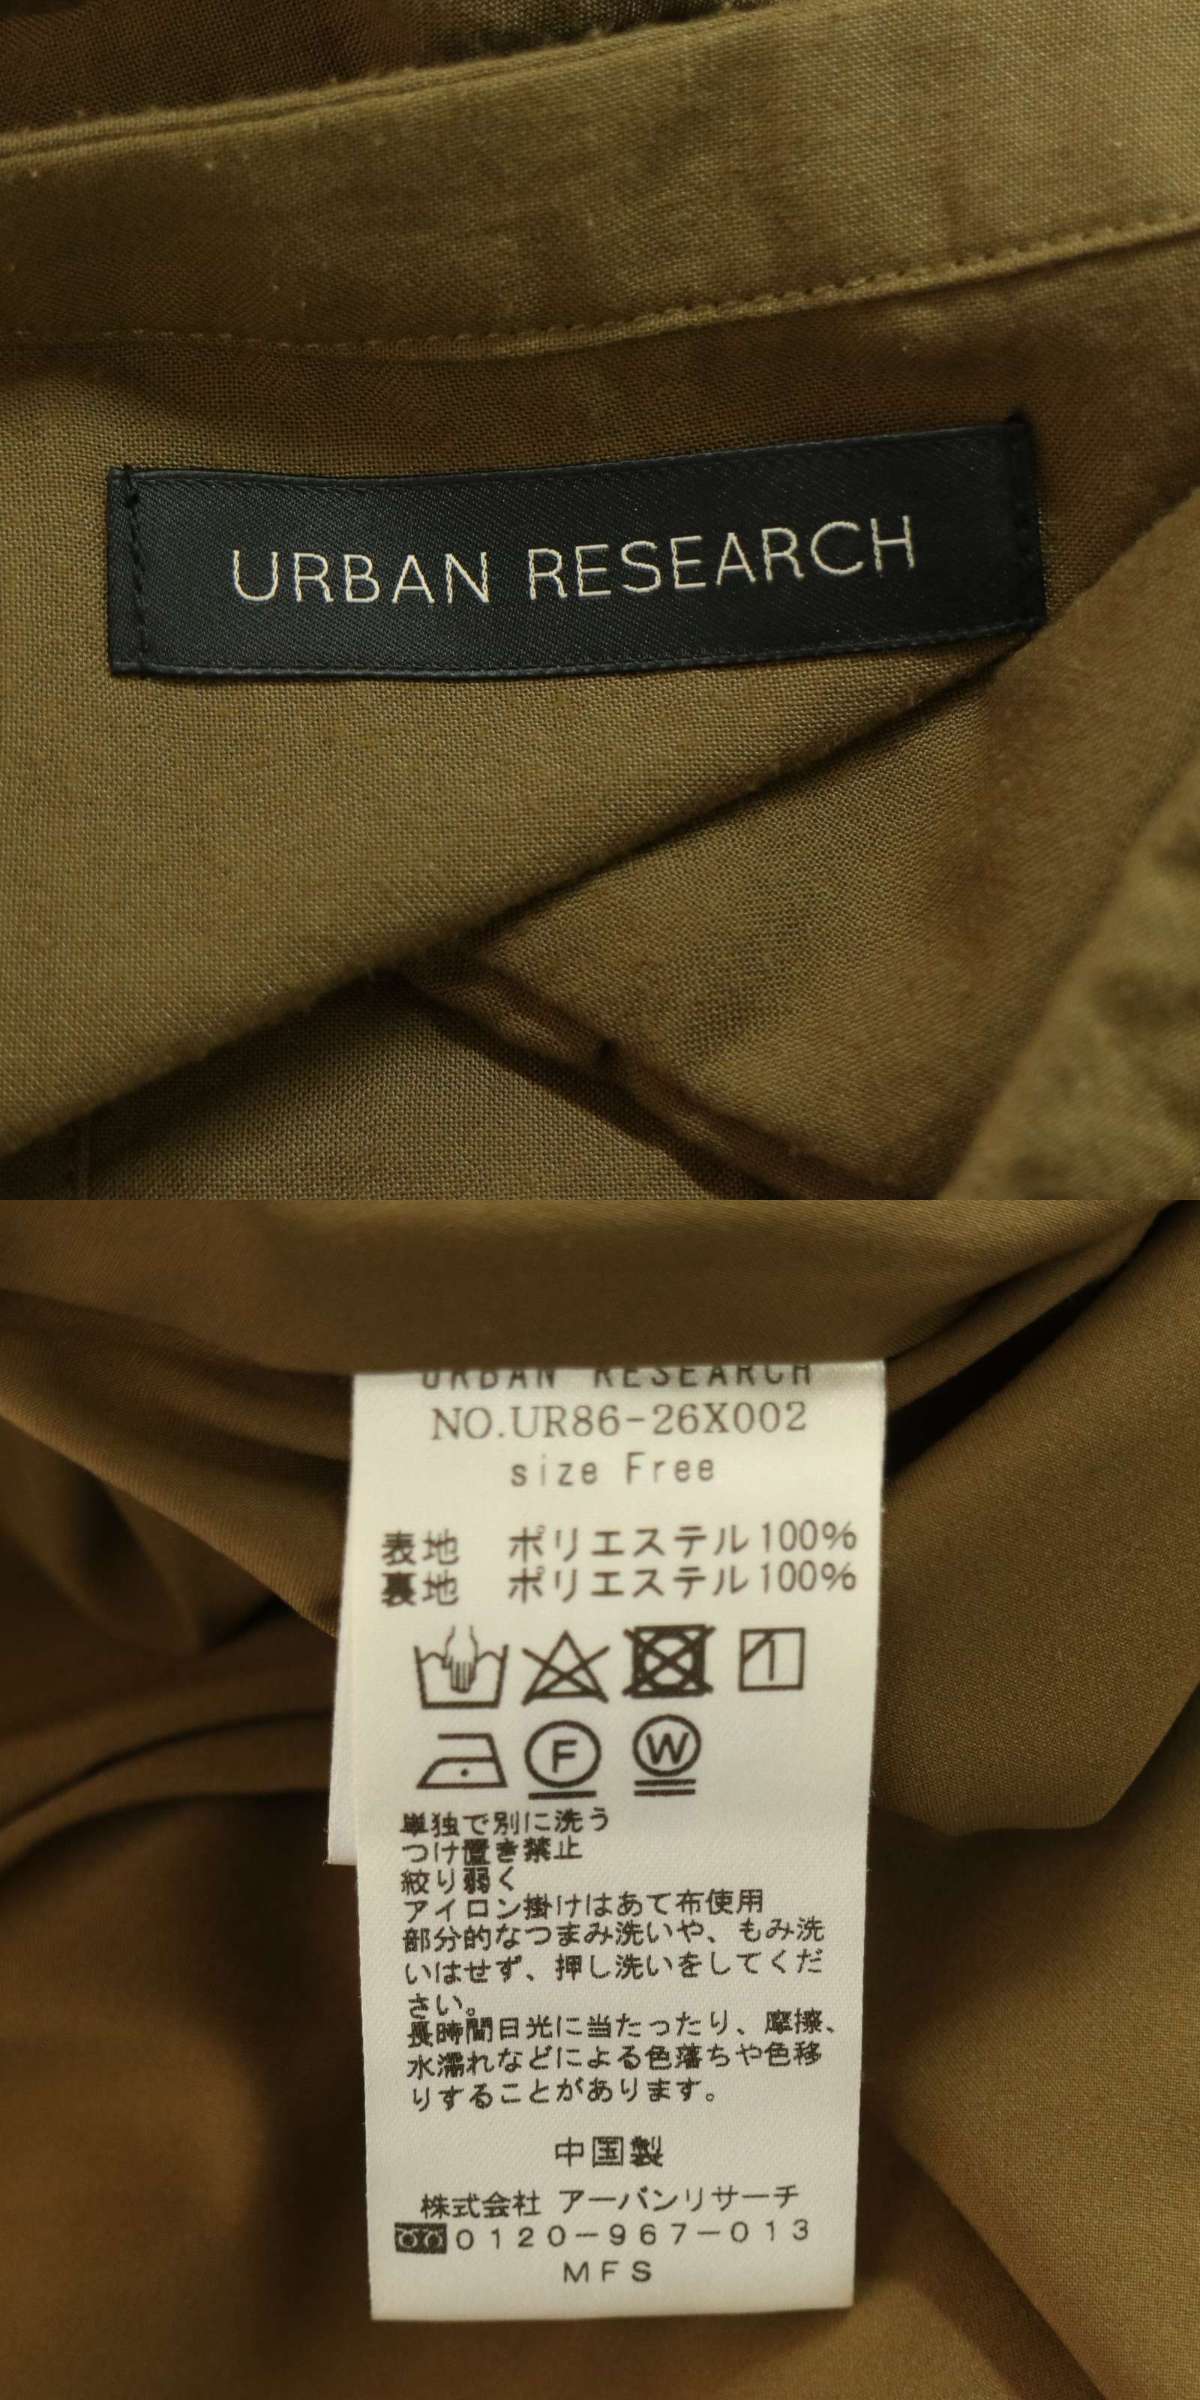 URBAN RESEARCH
URBAN RESEARCH
NO.UR86-26X002
size Free
表地 ポリエステル100%
裏地 ポリエステル100%
F W
単独で別に洗う
つけ置き禁止
絞り弱く
アイロン掛けはあて布使用
部分的なつまみ洗いや、もみ洗
いはせず、押し洗いをしてくだ
さい。
長時間日光に当たったり、摩擦、
水濡れなどによる色落ちや色移
りすることがあります。
中国製
株式会社 アーバンリサーチ
0120-967-013
MFS